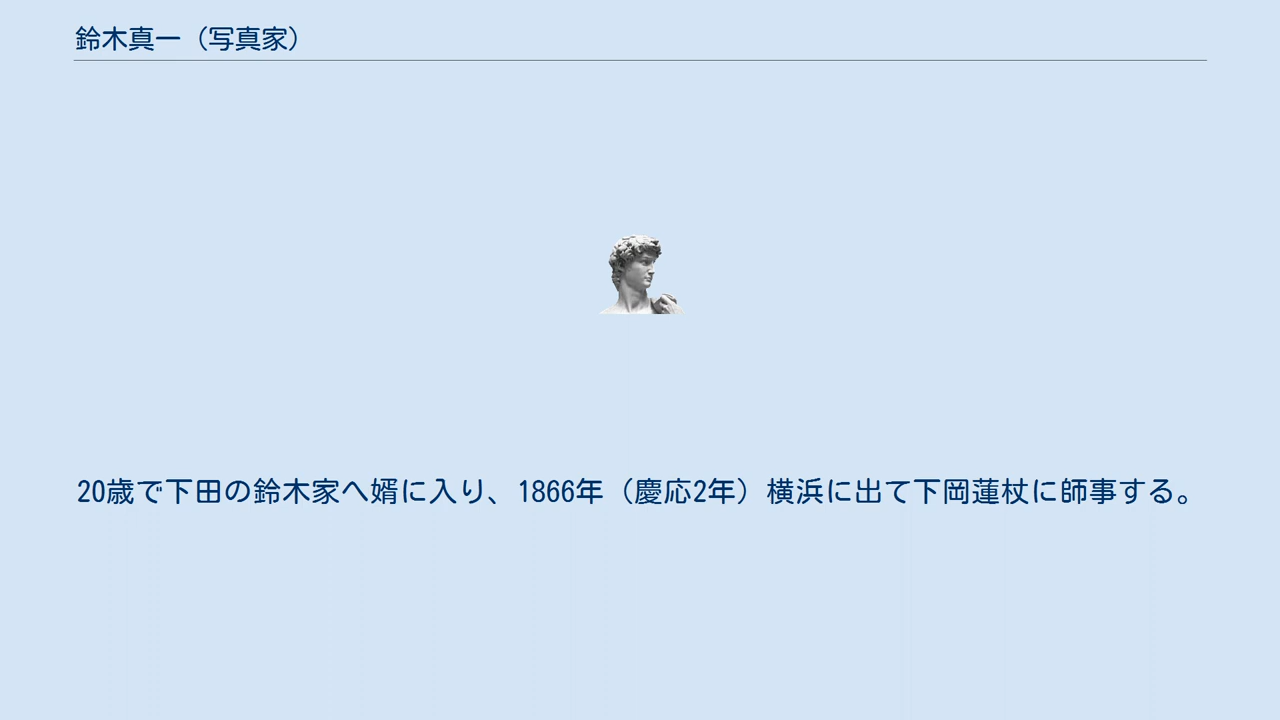 鈴木真一（写真家）
20歳で下田の鈴木家へ婿に入り、1866年（慶応2年）横浜に出て下岡蓮杖に師事する。